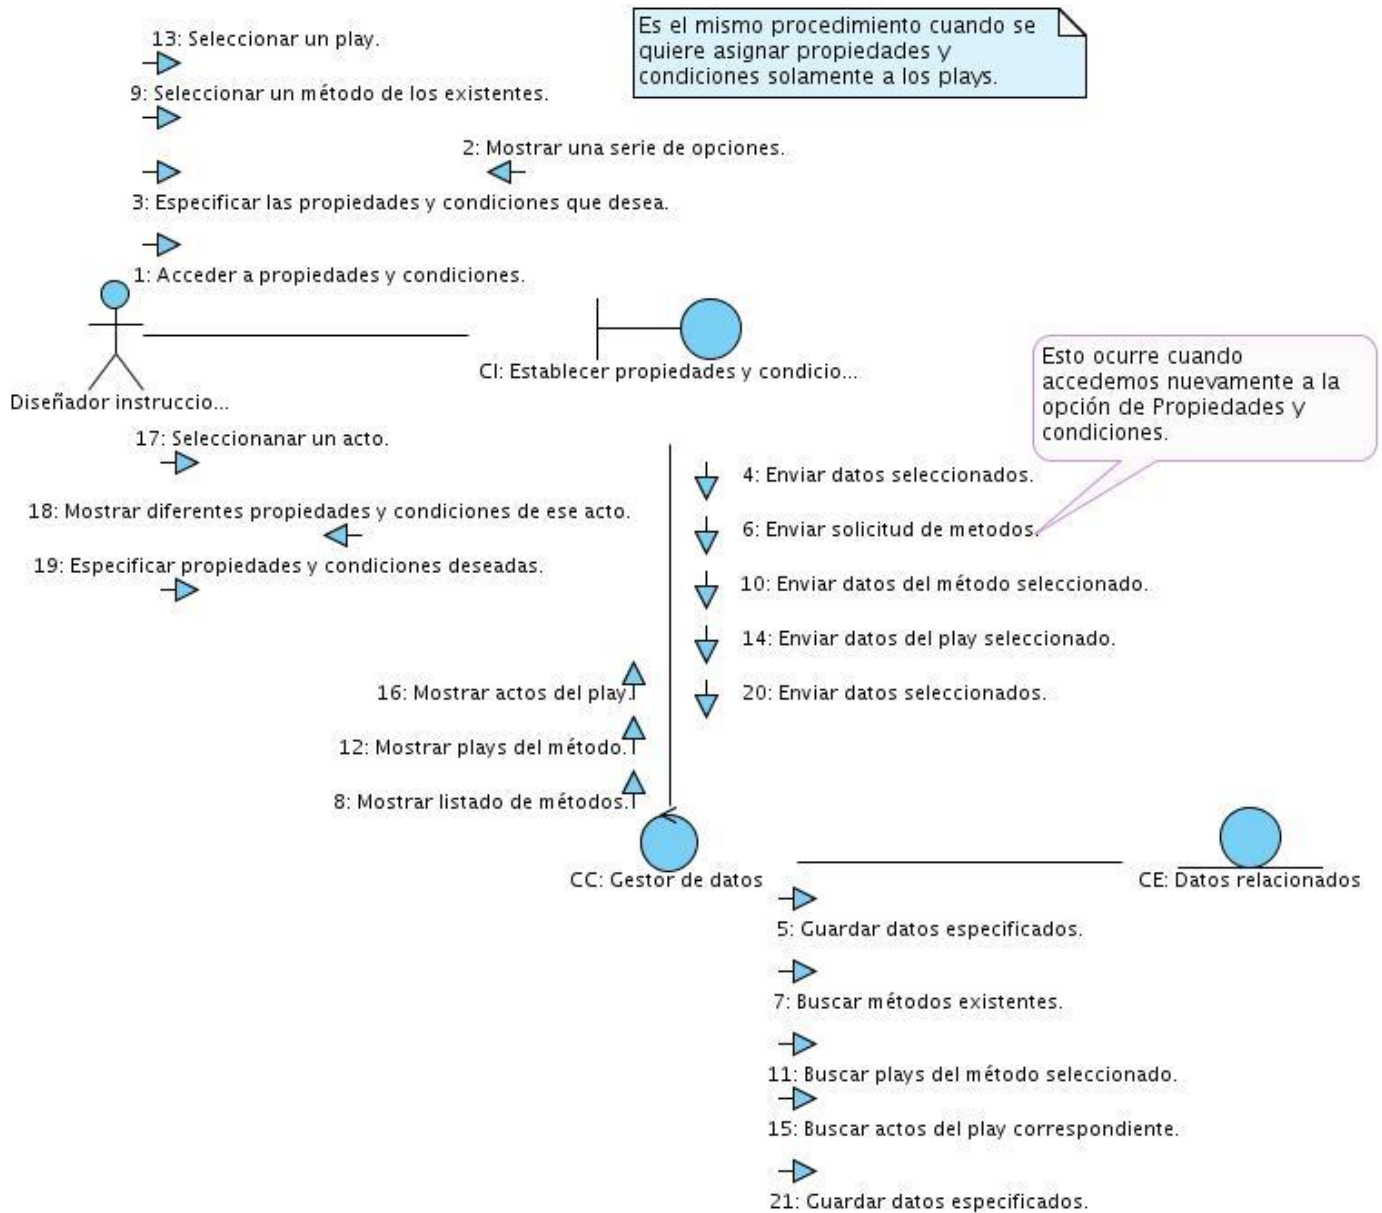 13: Seleccionar un play.
Es el mismo procedimiento cuando se
quiere asignar propiedades y
condiciones solamente a los plays.
9: Seleccionar un método de los existentes.
2: Mostrar una serie de opciones.
3: Especificar las propiedades y condiciones que desea.
1: Acceder a propiedades y condiciones.
CI: Establecer propiedades y condicio...
Diseñador instruccio...
Esto ocurre cuando
accedemos nuevamente a la
opción de Propiedades y
condiciones.
17: Seleccionanar un acto.
4: Enviar datos seleccionados.
18: Mostrar diferentes propiedades y condiciones de ese acto.
6: Enviar solicitud de metodos.
19: Especificar propiedades y condiciones deseadas.
10: Enviar datos del método seleccionado.
14: Enviar datos del play seleccionado.
16: Mostrar actos del play.
20: Enviar datos seleccionados.
12: Mostrar plays del método.
8: Mostrar listado de métodos.
CC: Gestor de datos
CE: Datos relacionados
5: Guardar datos especificados.
7: Buscar métodos existentes.
11: Buscar plays del método seleccionado.
15: Buscar actos del play correspondiente.
21: Guardar datos especificados.